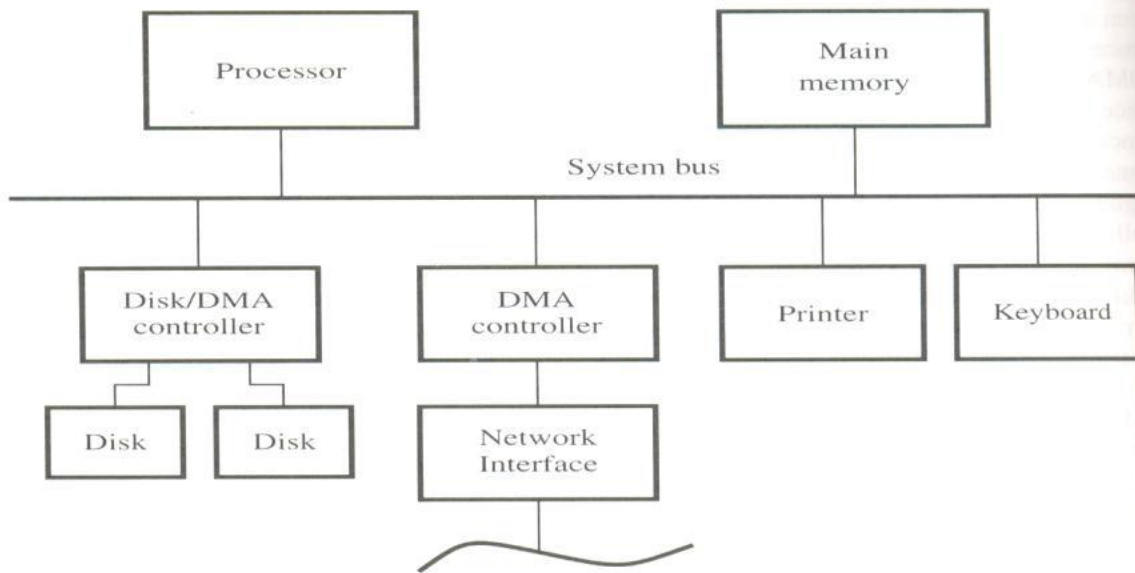 Processor
Main
memory
System bus
Disk/DMA
controller
DMA
controller
Printer
Keyboard
Disk
Disk
Network
Interface